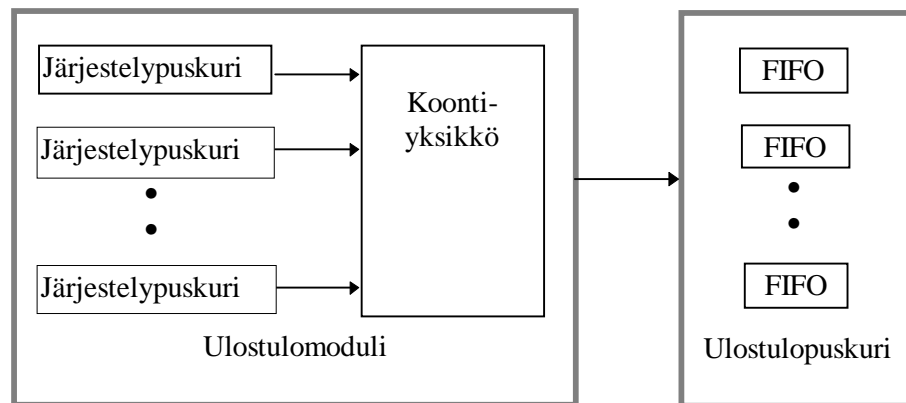 Järjestelypuskuri
Järjestelypuskuri
Järjestelypuskuri
Koonti-
yksikkö
Ulostulomoduli
FIFO
FIFO
FIFO
Ulostulopuskuri